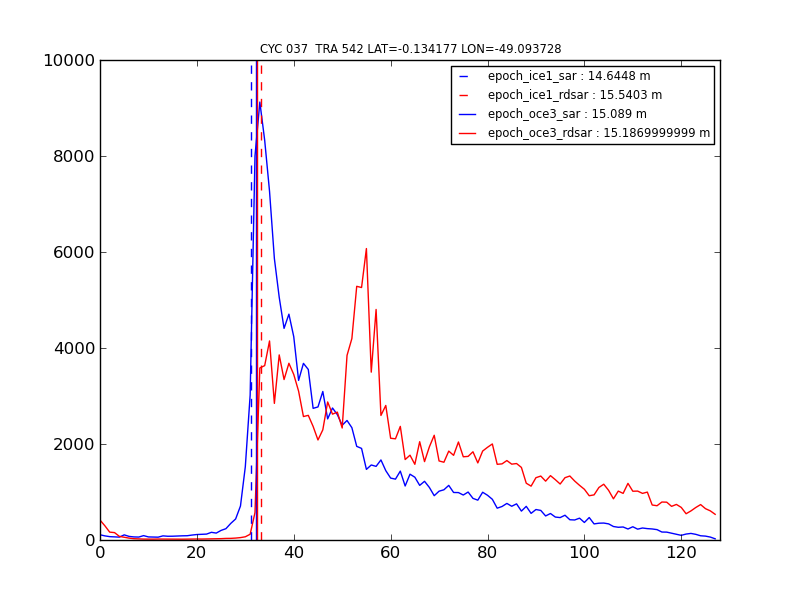 CYC 037 TRA 542 LAT=-0.134177 LON=-49.093728
10000
8000
6000
4000
2000
0
epoch_ice1_sar : 14.6448 m
epoch_ice1_rdsar : 15.5403 m
epoch_oce3_sar : 15.089 m
epoch_oce3_rdsar : 15.1869999999 m
0 20 40 60 80 100 120